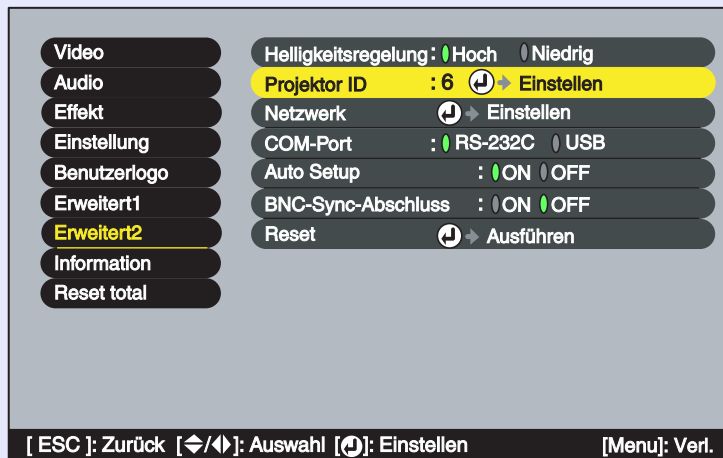 Video
Audio
Effekt
Einstellung
Benutzerlogo
Erweitert1
Erweitert2
Information
Reset total
Helligkeitsregelung : Hoch Niedrig
Projektor ID : 6 Einstellen
Netzwerk Einstellen
COM-Port : RS-232C USB
Auto Setup : ON OFF
BNC-Sync-Abschluss : ON OFF
Reset Ausführen
[ ESC ]: Zurück [/]: Auswahl []: Einstellen [Menu]: Verl.